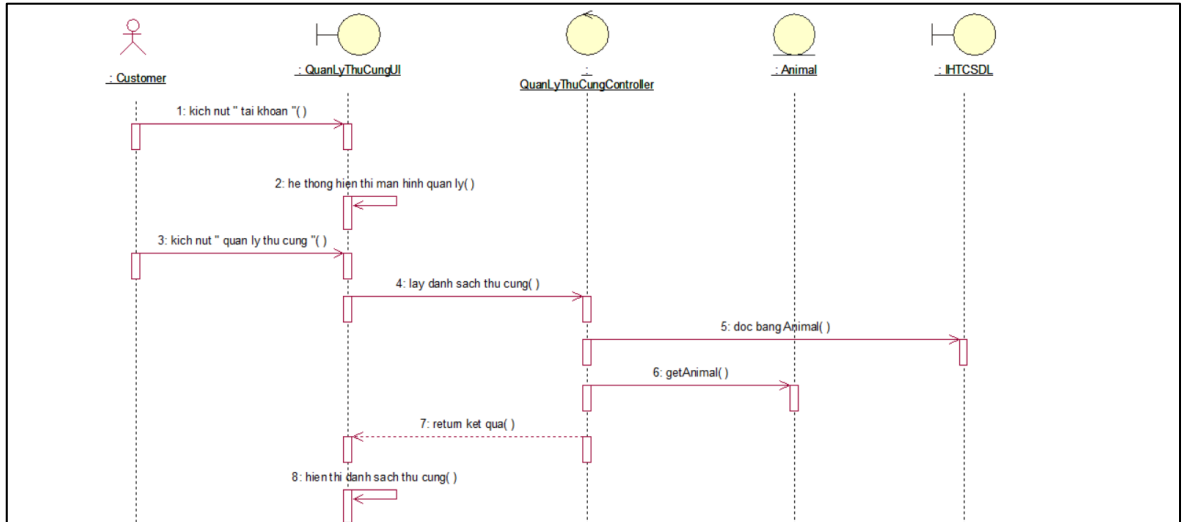 : Customer
: QuanLyThuCungUI
:
QuanLyThuCungController
: Animal
: IHTCSDL
1: kich nut " tai khoan "( )
2: he thong hien thi man hinh quan ly( )
3: kich nut " quan ly thu cung "( )
4: lay danh sach thu cung( )
5: doc bang Animal( )
6: getAnimal( )
7: return ket qua( )
8: hien thi danh sach thu cung( )